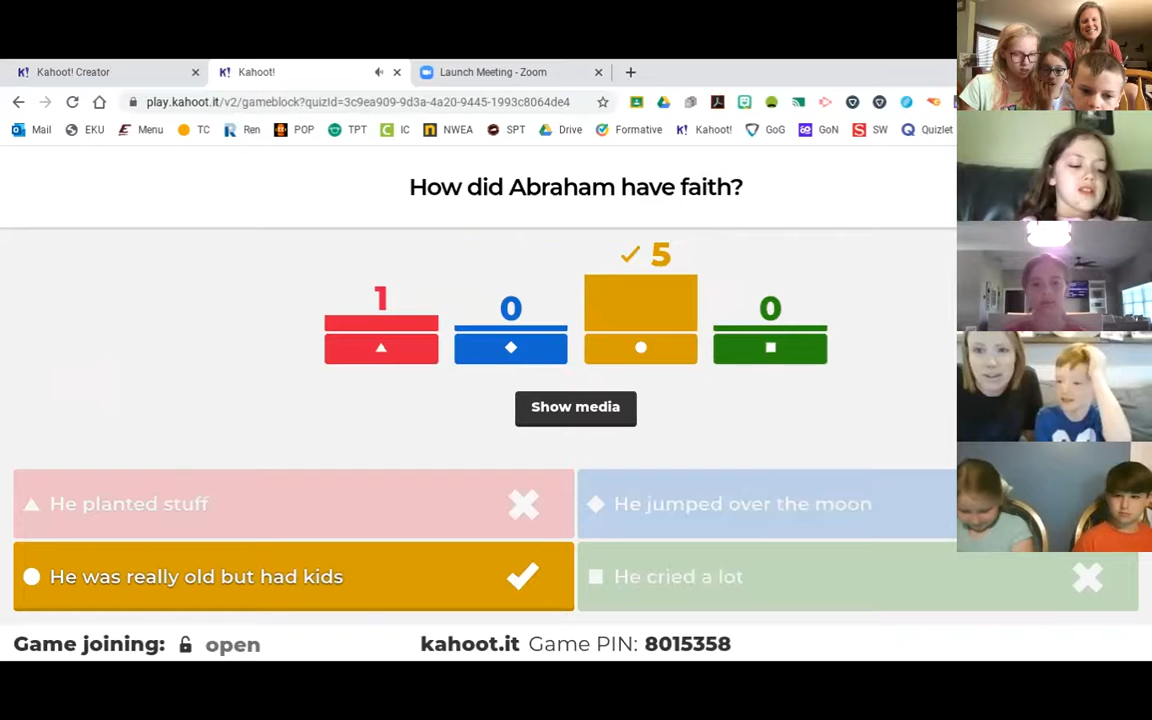 K! Kahoot! Creator
K! Kahoot!
Launch Meeting - Zoom
play.kahoot.it/v2/gameblock?quizId=3c9ea909-9d3a-4a20-9445-1993c8064de4
Mail EKU Menu TC Ren POP TPT IC NWEA SPT Drive Formative K! Kahoot! GoG GoN SW Quizlet
How did Abraham have faith?
1 0 5 0
Show media
He planted stuff
He jumped over the moon
He was really old but had kids
He cried a lot
Game joining: open
kahoot.it Game PIN: 8015358